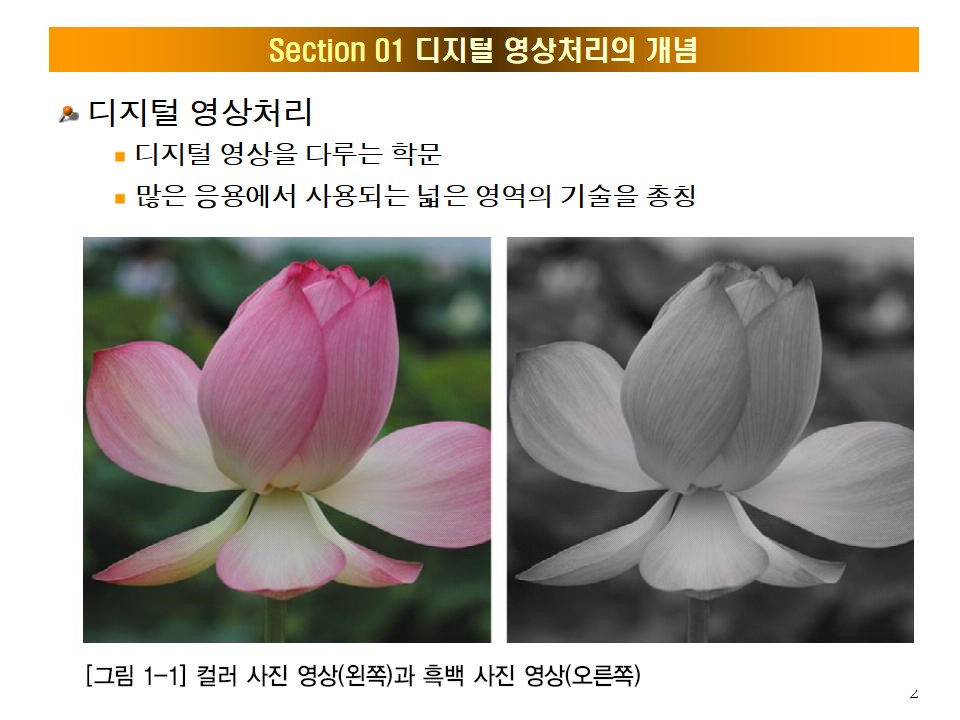 Section 01 디지털 영상처리의 개념
디지털 영상처리
디지털 영상을 다루는 학문
많은 응용에서 사용되는 넓은 영역의 기술을 총칭
[그림 1-1] 컬러 사진 영상(왼쪽)과 흑백 사진 영상(오른쪽)
2